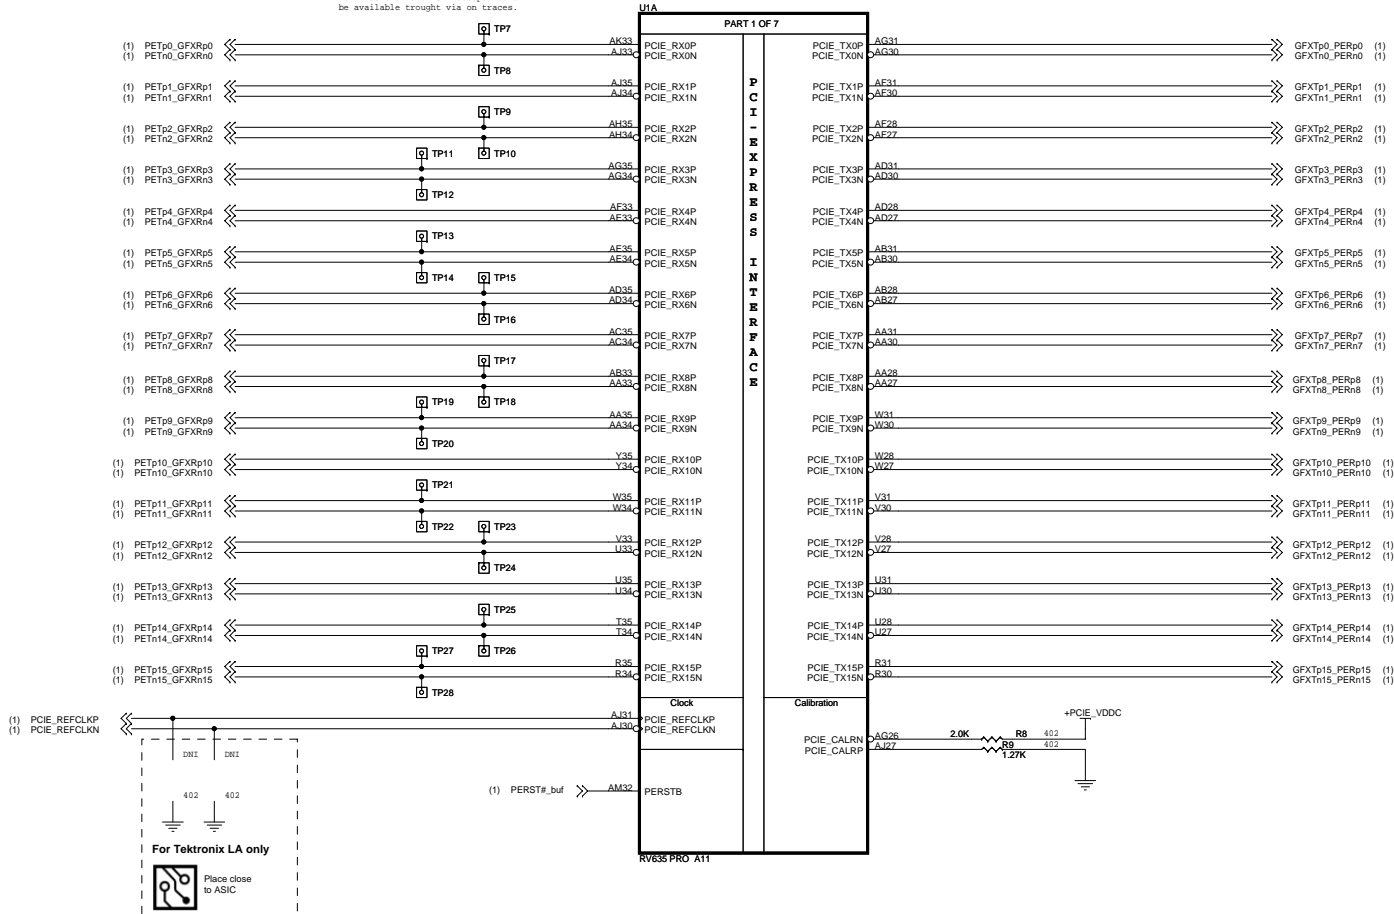 be available trought via on traces.
U1A
PART 1 OF 7
TP7
(1) PETp0_GFXRp0 AK33 PCIE_RX0P PCIE_TX0P AG31 GFXTp0_PERp0 (1)
(1) PETn0_GFXRn0 AJ33 PCIE_RX0N PCIE_TX0N AG30 GFXTn0_PERn0 (1)
TP8
(1) PETp1_GFXRp1 AJ35 PCIE_RX1P PCIE_TX1P AF31 GFXTp1_PERp1 (1)
(1) PETn1_GFXRn1 AJ34 PCIE_RX1N PCIE_TX1N AF30 GFXTn1_PERn1 (1)
TP9
(1) PETp2_GFXRp2 AH35 PCIE_RX2P PCIE_TX2P AF28 GFXTp2_PERp2 (1)
(1) PETn2_GFXRn2 AH34 PCIE_RX2N PCIE_TX2N AF27 GFXTn2_PERn2 (1)
TP11 TP10
(1) PETp3_GFXRp3 AG35 PCIE_RX3P PCIE_TX3P AD31 GFXTp3_PERp3 (1)
(1) PETn3_GFXRn3 AG34 PCIE_RX3N PCIE_TX3N AD30 GFXTn3_PERn3 (1)
TP12
(1) PETp4_GFXRp4 AF33 PCIE_RX4P PCIE_TX4P AD28 GFXTp4_PERp4 (1)
(1) PETn4_GFXRn4 AE33 PCIE_RX4N PCIE_TX4N AD27 GFXTn4_PERn4 (1)
TP13
(1) PETp5_GFXRp5 AE35 PCIE_RX5P PCIE_TX5P AB31 GFXTp5_PERp5 (1)
(1) PETn5_GFXRn5 AE34 PCIE_RX5N PCIE_TX5N AB30 GFXTn5_PERn5 (1)
TP14 TP15
(1) PETp6_GFXRp6 AD35 PCIE_RX6P PCIE_TX6P AB28 GFXTp6_PERp6 (1)
(1) PETn6_GFXRn6 AD34 PCIE_RX6N PCIE_TX6N AB27 GFXTn6_PERn6 (1)
TP16
(1) PETp7_GFXRp7 AC35 PCIE_RX7P PCIE_TX7P AA31 GFXTp7_PERp7 (1)
(1) PETn7_GFXRn7 AC34 PCIE_RX7N PCIE_TX7N AA30 GFXTn7_PERn7 (1)
TP17
(1) PETp8_GFXRp8 AB33 PCIE_RX8P PCIE_TX8P AA28 GFXTp8_PERp8 (1)
(1) PETn8_GFXRn8 AA33 PCIE_RX8N PCIE_TX8N AA27 GFXTn8_PERn8 (1)
TP19 TP18
(1) PETp9_GFXRp9 AA35 PCIE_RX9P PCIE_TX9P W31 GFXTp9_PERp9 (1)
(1) PETn9_GFXRn9 AA34 PCIE_RX9N PCIE_TX9N W30 GFXTn9_PERn9 (1)
TP20
(1) PETp10_GFXRp10 Y35 PCIE_RX10P PCIE_TX10P W28 GFXTp10_PERp10 (1)
(1) PETn10_GFXRn10 Y34 PCIE_RX10N PCIE_TX10N W27 GFXTn10_PERn10 (1)
TP21
(1) PETp11_GFXRp11 W35 PCIE_RX11P PCIE_TX11P V31 GFXTp11_PERp11 (1)
(1) PETn11_GFXRn11 W34 PCIE_RX11N PCIE_TX11N V30 GFXTn11_PERn11 (1)
TP22 TP23
(1) PETp12_GFXRp12 V33 PCIE_RX12P PCIE_TX12P V28 GFXTp12_PERp12 (1)
(1) PETn12_GFXRn12 U33 PCIE_RX12N PCIE_TX12N V27 GFXTn12_PERn12 (1)
TP24
(1) PETp13_GFXRp13 U35 PCIE_RX13P PCIE_TX13P U31 GFXTp13_PERp13 (1)
(1) PETn13_GFXRn13 U34 PCIE_RX13N PCIE_TX13N U30 GFXTn13_PERn13 (1)
TP25
(1) PETp14_GFXRp14 T35 PCIE_RX14P PCIE_TX14P U28 GFXTp14_PERp14 (1)
(1) PETn14_GFXRn14 T34 PCIE_RX14N PCIE_TX14N U27 GFXTn14_PERn14 (1)
TP27 TP26
(1) PETp15_GFXRp15 R35 PCIE_RX15P PCIE_TX15P R31 GFXTp15_PERp15 (1)
(1) PETn15_GFXRn15 R34 PCIE_RX15N PCIE_TX15N R30 GFXTn15_PERn15 (1)
TP28
PCI-EXPRESS INTERFACE
Clock Calibration
(1) PCIE_REFCLKP AJ31 PCIE_REFCLKP
(1) PCIE_REFCLKN AJ30 PCIE_REFCLKN
+PCIE_VDDC
PCIE_CALRN AG26 2.0K R8 402
PCIE_CALRP AJ27 R9 402
1.27K
DNI DNI
402 402
(1) PERST#_buf AM32 PERSTB
For Tektronix LA only
Place close
to ASIC
RV635 PRO A11